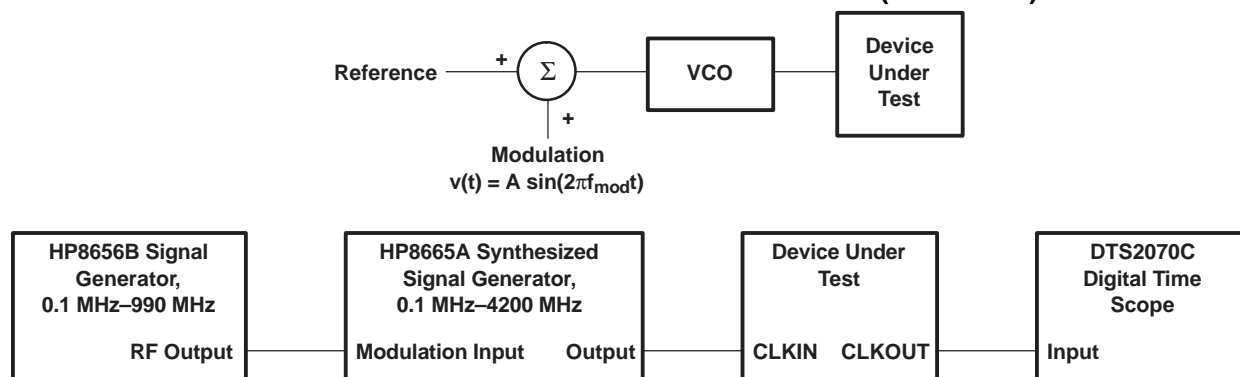 +
Reference
Σ
VCO
Device
Under
Test
+
Modulation
v(t) = A sin(2πfmodt)
HP8656B Signal
Generator,
0.1 MHz–990 MHz
RF Output
HP8665A Synthesized
Signal Generator,
0.1 MHz–4200 MHz
Modulation Input
Output
Device Under
Test
CLKIN
CLKOUT
DTS2070C
Digital Time
Scope
Input